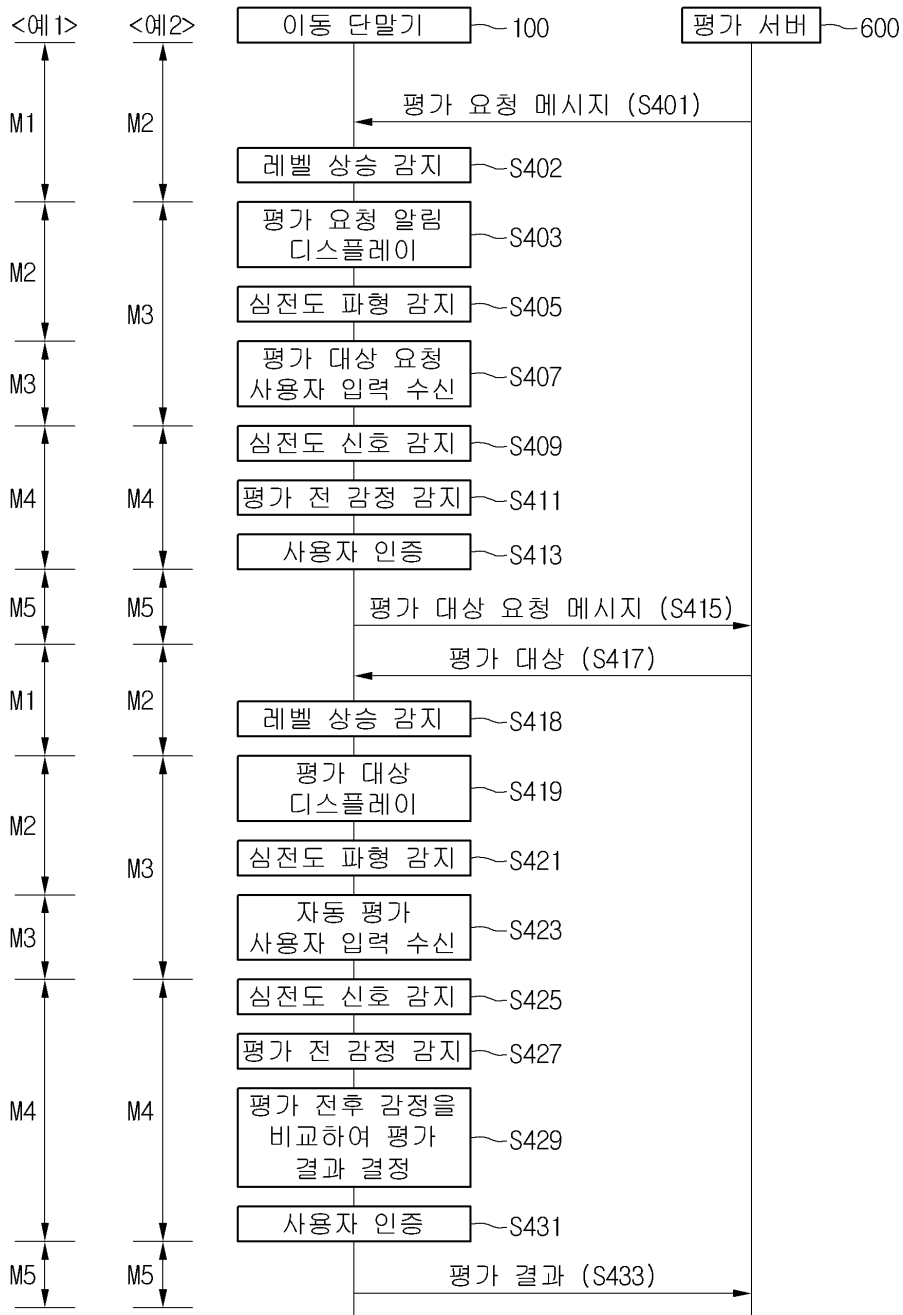 <예1>
<예2>
이동 단말기
100
평가 서버
600
평가 요청 메시지 (S401)
M1
M2
레벨 상승 감지
S402
평가 요청 알림
디스플레이
S403
M2
심전도 파형 감지
S405
M3
평가 대상 요청
사용자 입력 수신
S407
M3
심전도 신호 감지
S409
M4
M4
평가 전 감정 감지
S411
사용자 인증
S413
M5
M5
평가 대상 요청 메시지 (S415)
평가 대상 (S417)
M1
M2
레벨 상승 감지
S418
평가 대상
디스플레이
S419
M2
심전도 파형 감지
S421
M3
자동 평가
사용자 입력 수신
S423
M3
심전도 신호 감지
S425
평가 전 감정 감지
S427
M4
M4
평가 전후 감정을
비교하여 평가
결과 결정
S429
사용자 인증
S431
M5
M5
평가 결과 (S433)